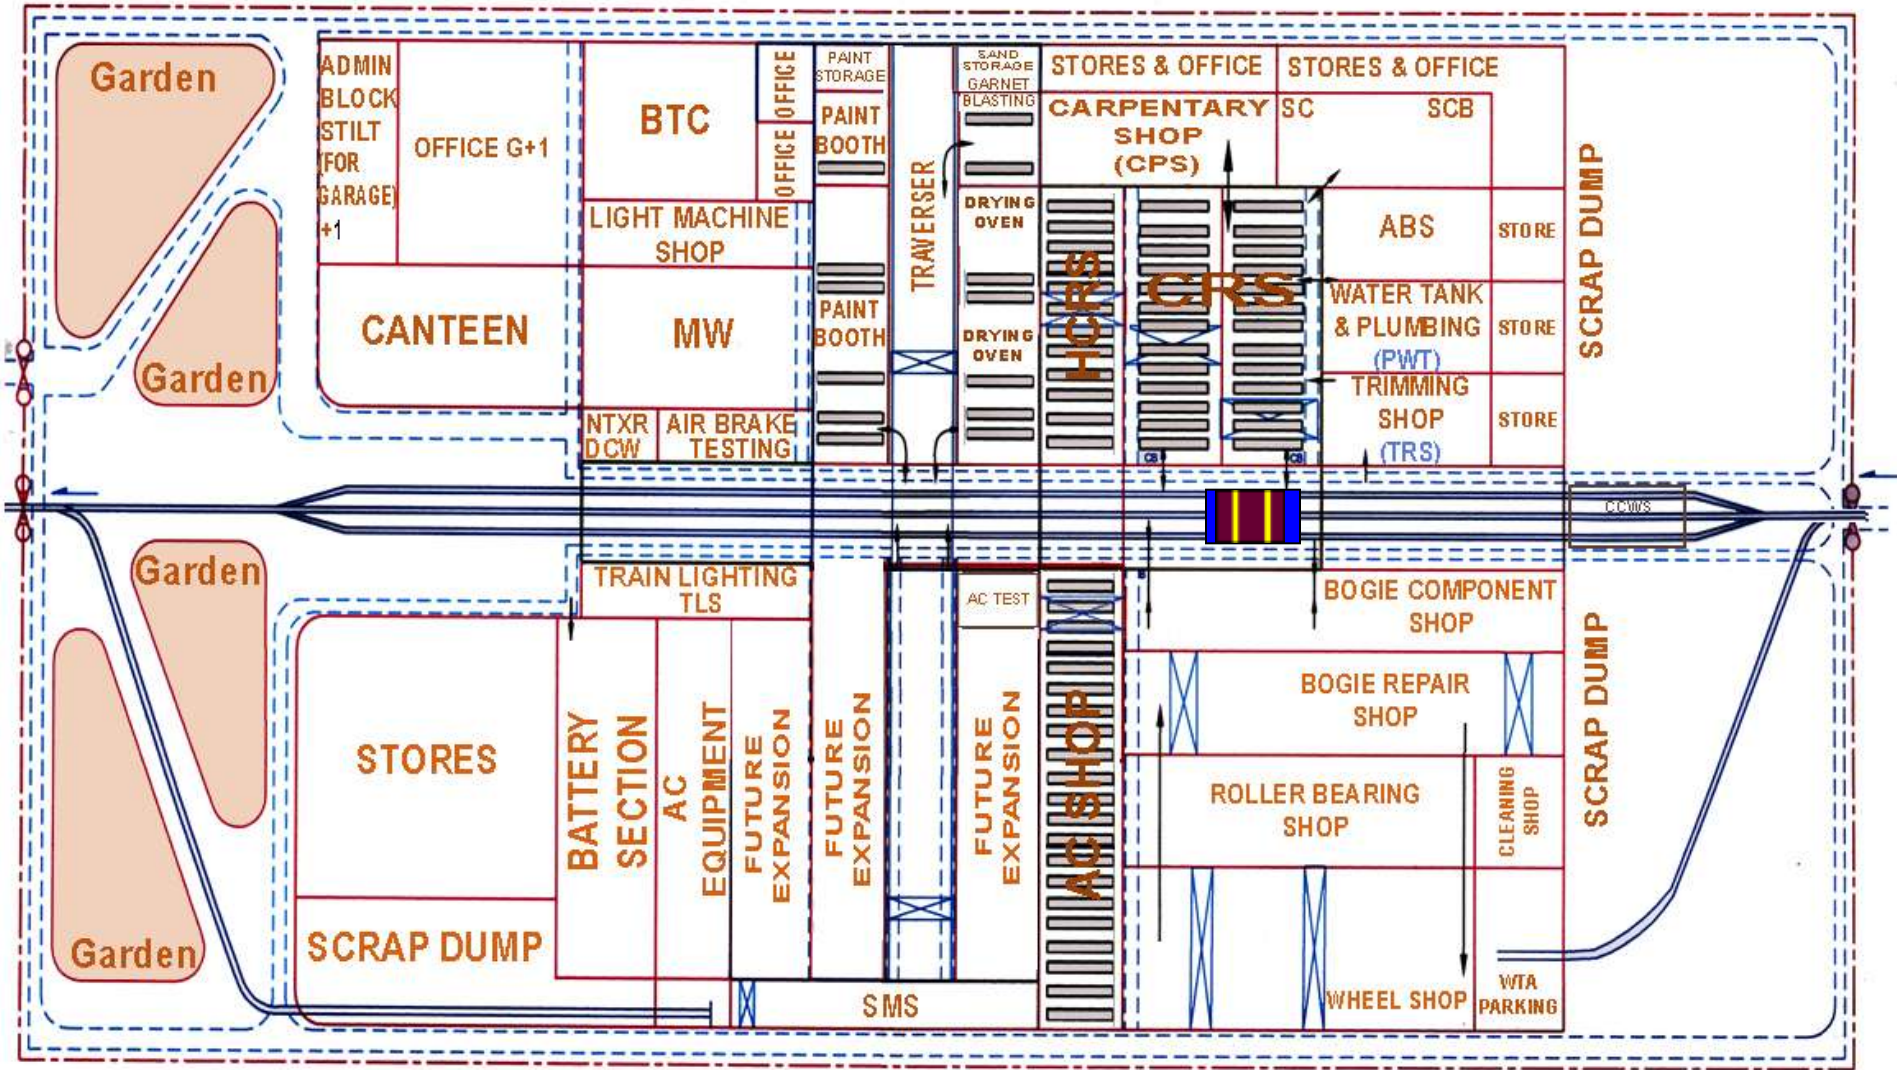 Garden
ADMIN
BLOCK
STILT
(FOR
GARAGE)
+1
OFFICE G+1
BTC
OFFICE
OFFICE
PAINT
STORAGE
PAINT
BOOTH
TRAVERSER
SAND
STORAGE
GARNET
BLASTING
STORES & OFFICE
STORES & OFFICE
CARPENTARY
SHOP
(CPS)
SC
SCB
SCRAP DUMP
LIGHT MACHINE
SHOP
DRYING
OVEN
ABS
STORE
HCRS
CRS
CANTEEN
MW
PAINT
BOOTH
DRYING
OVEN
WATER TANK
& PLUMBING
(PWT)
STORE
Garden
TRIMMING
SHOP
(TRS)
STORE
NTXR
DCW
AIR BRAKE
TESTING
CB
CB
CCWS
Garden
TRAIN LIGHTING
TLS
AC TEST
BOGIE COMPONENT
SHOP
SCRAP DUMP
STORES
BATTERY
SECTION
AC
EQUIPMENT
FUTURE
EXPANSION
FUTURE
EXPANSION
FUTURE
EXPANSION
AC SHOP
BOGIE REPAIR
SHOP
ROLLER BEARING
SHOP
CLEANING
SHOP
Garden
SCRAP DUMP
SMS
WHEEL SHOP
WTA
PARKING